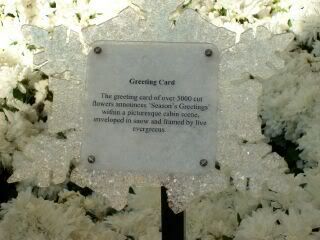 Greeting Card
The greeting card of over 5000 cut
flowers announces 'Season's Greetings'
within a picturesque cabin scene,
enveloped in snow and framed by live
evergreens.